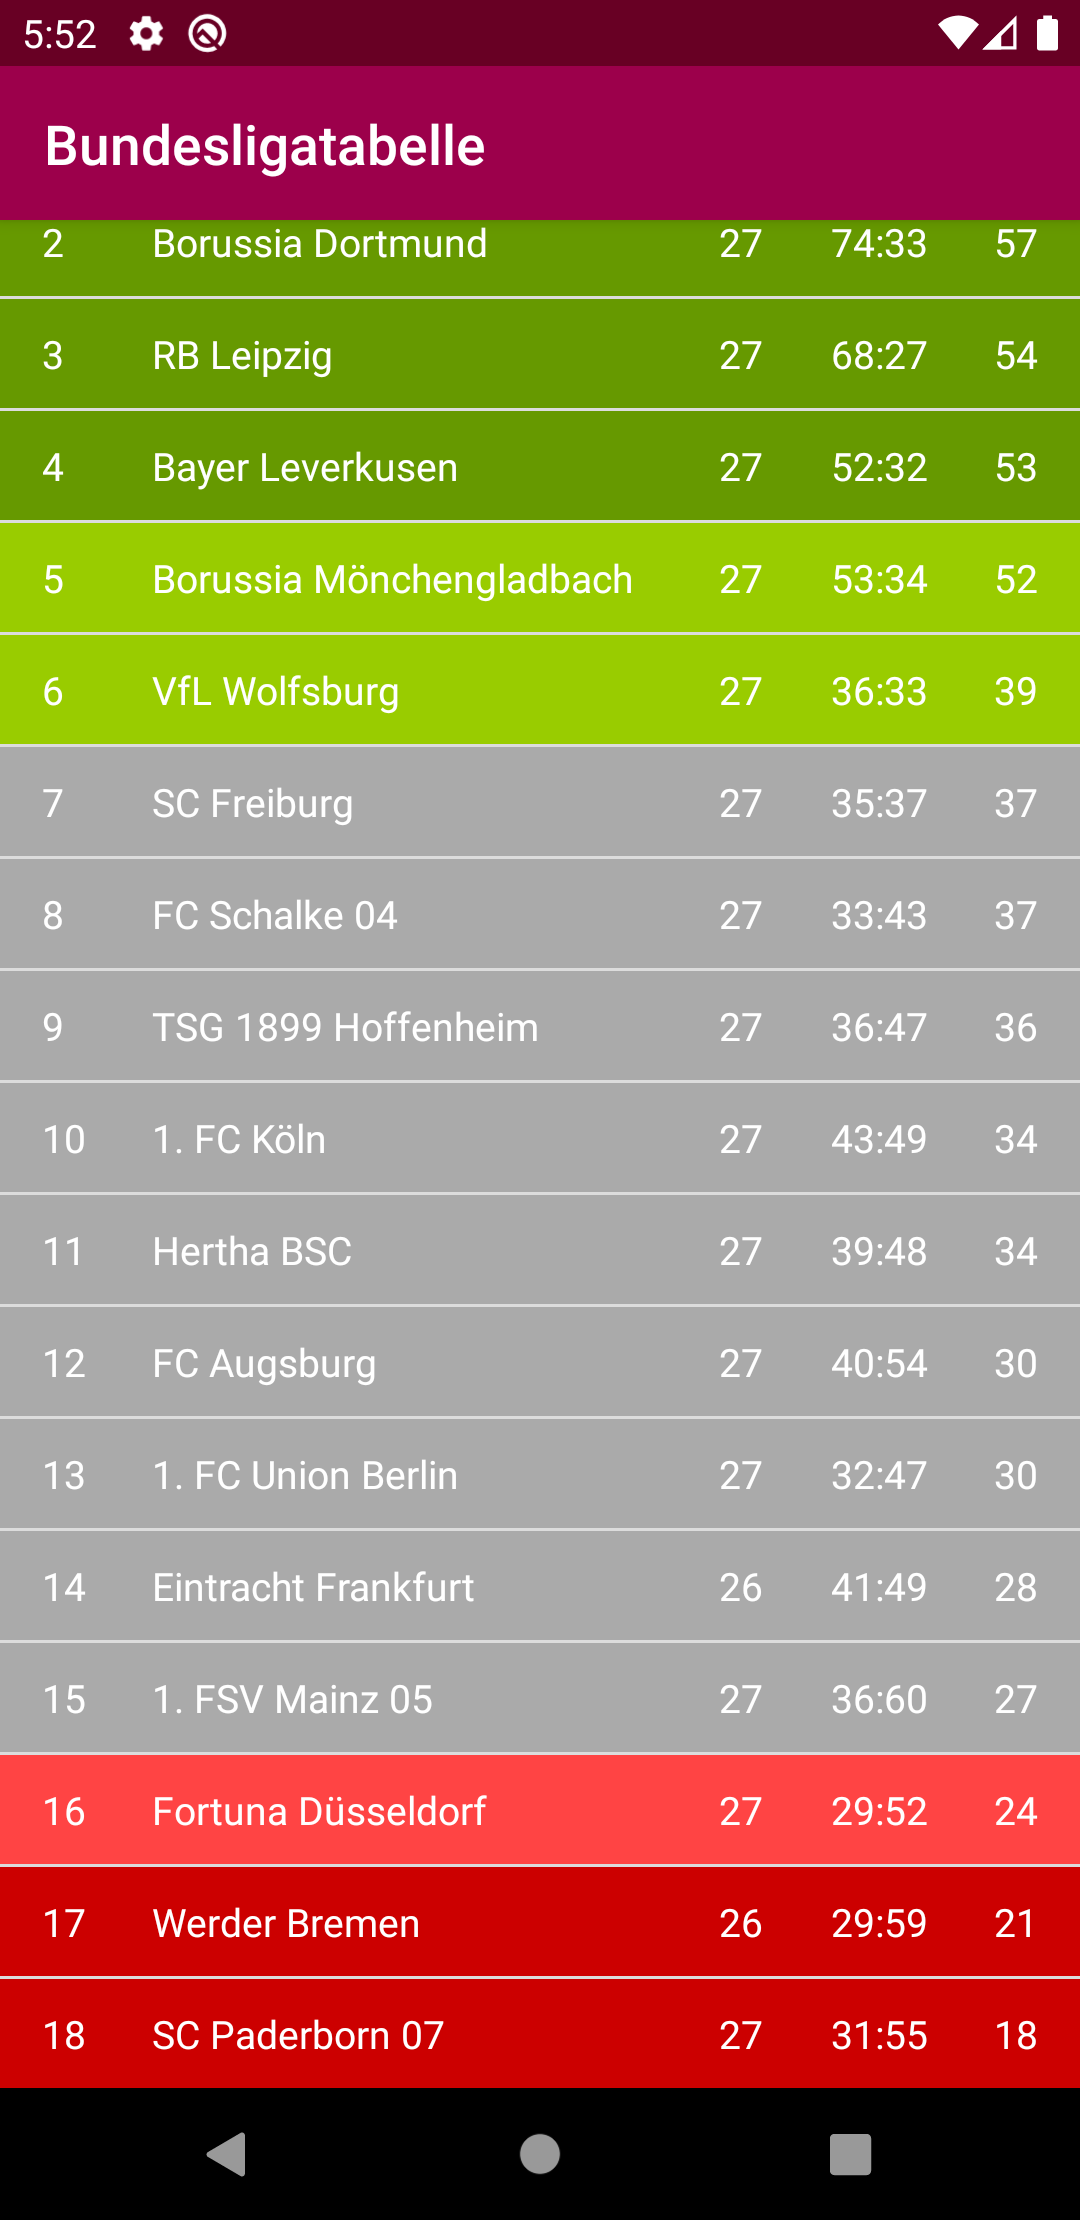 5:52
Bundesligatabelle
2 Borussia Dortmund 27 74:33 57
3 RB Leipzig 27 68:27 54
4 Bayer Leverkusen 27 52:32 53
5 Borussia Mönchengladbach 27 53:34 52
6 VfL Wolfsburg 27 36:33 39
7 SC Freiburg 27 35:37 37
8 FC Schalke 04 27 33:43 37
9 TSG 1899 Hoffenheim 27 36:47 36
10 1. FC Köln 27 43:49 34
11 Hertha BSC 27 39:48 34
12 FC Augsburg 27 40:54 30
13 1. FC Union Berlin 27 32:47 30
14 Eintracht Frankfurt 26 41:49 28
15 1. FSV Mainz 05 27 36:60 27
16 Fortuna Düsseldorf 27 29:52 24
17 Werder Bremen 26 29:59 21
18 SC Paderborn 07 27 31:55 18